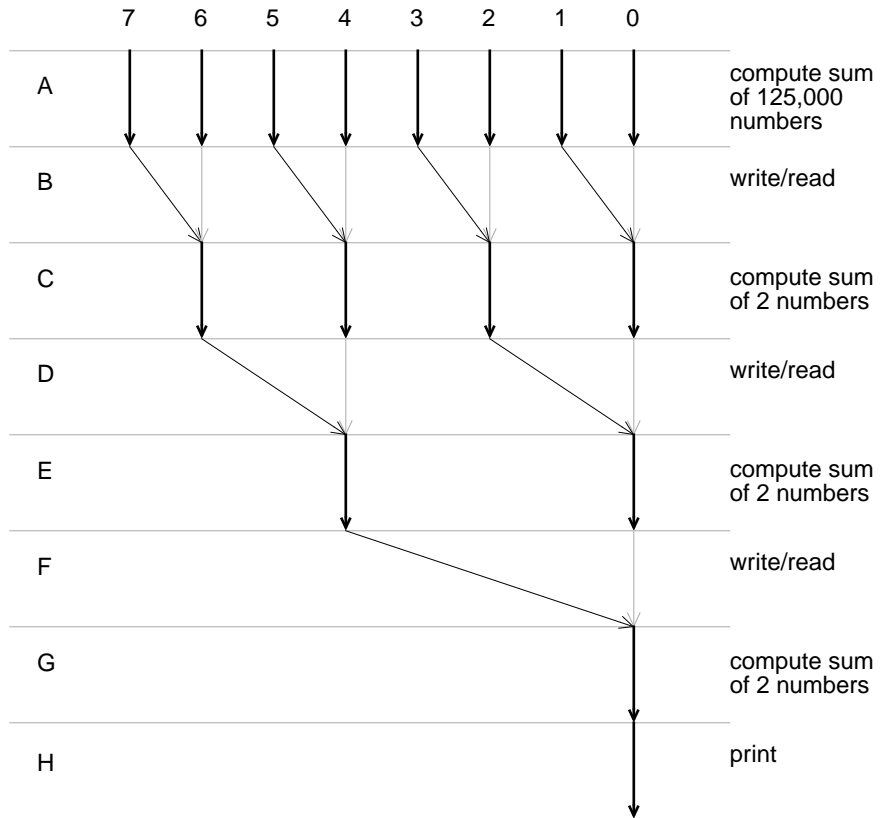 7 6 5 4 3 2 1 0
A
compute sum
of 125,000
numbers
B
write/read
C
compute sum
of 2 numbers
D
write/read
E
compute sum
of 2 numbers
F
write/read
G
compute sum
of 2 numbers
H
print